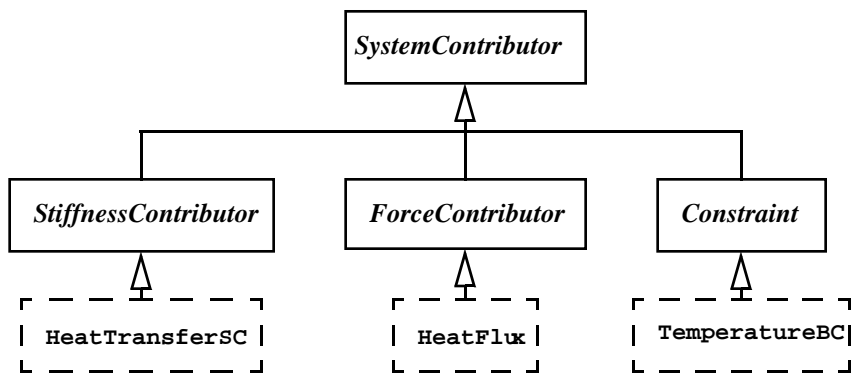 SystemContributor
StiffnessContributor
ForceContributor
Constraint
HeatTransferSC
HeatFlux
TemperatureBC